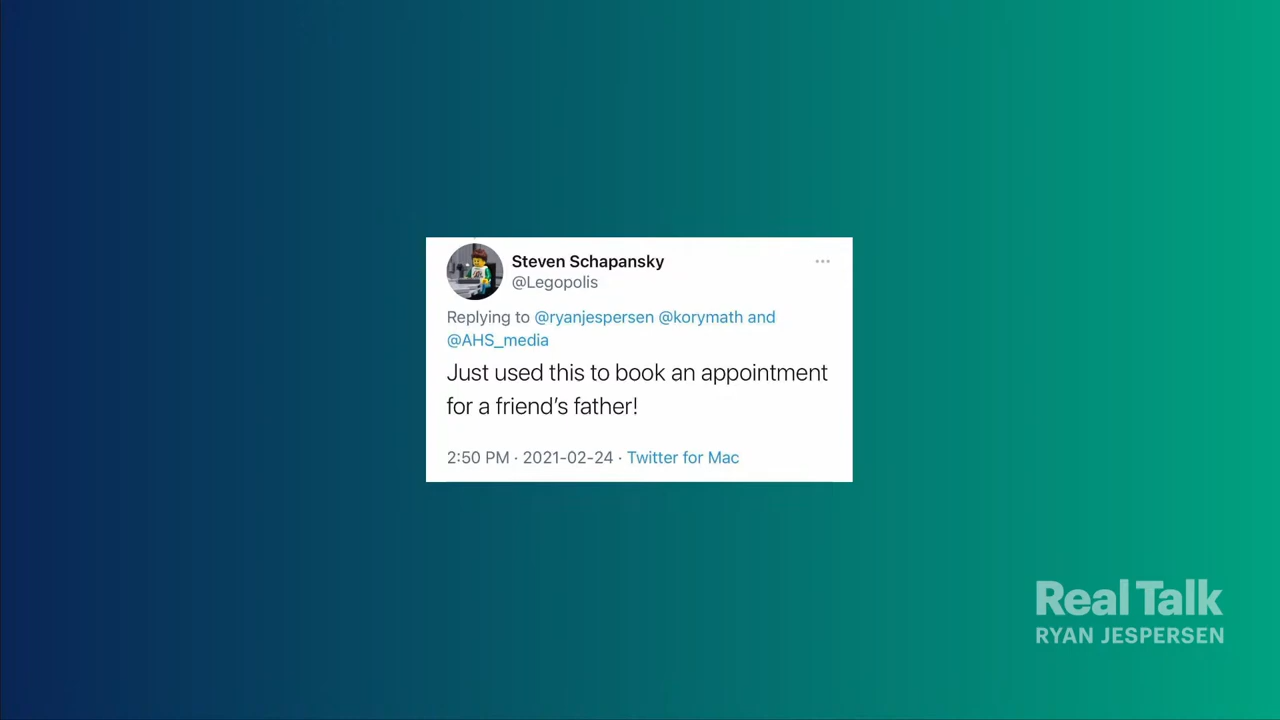 Steven Schapansky
@Legopolis
Replying to @ryanjespersen @korymath and
@AHS_media
Just used this to book an appointment
for a friend’s father!
2:50 PM · 2021-02-24 · Twitter for Mac
Real Talk
RYAN JESPERSEN